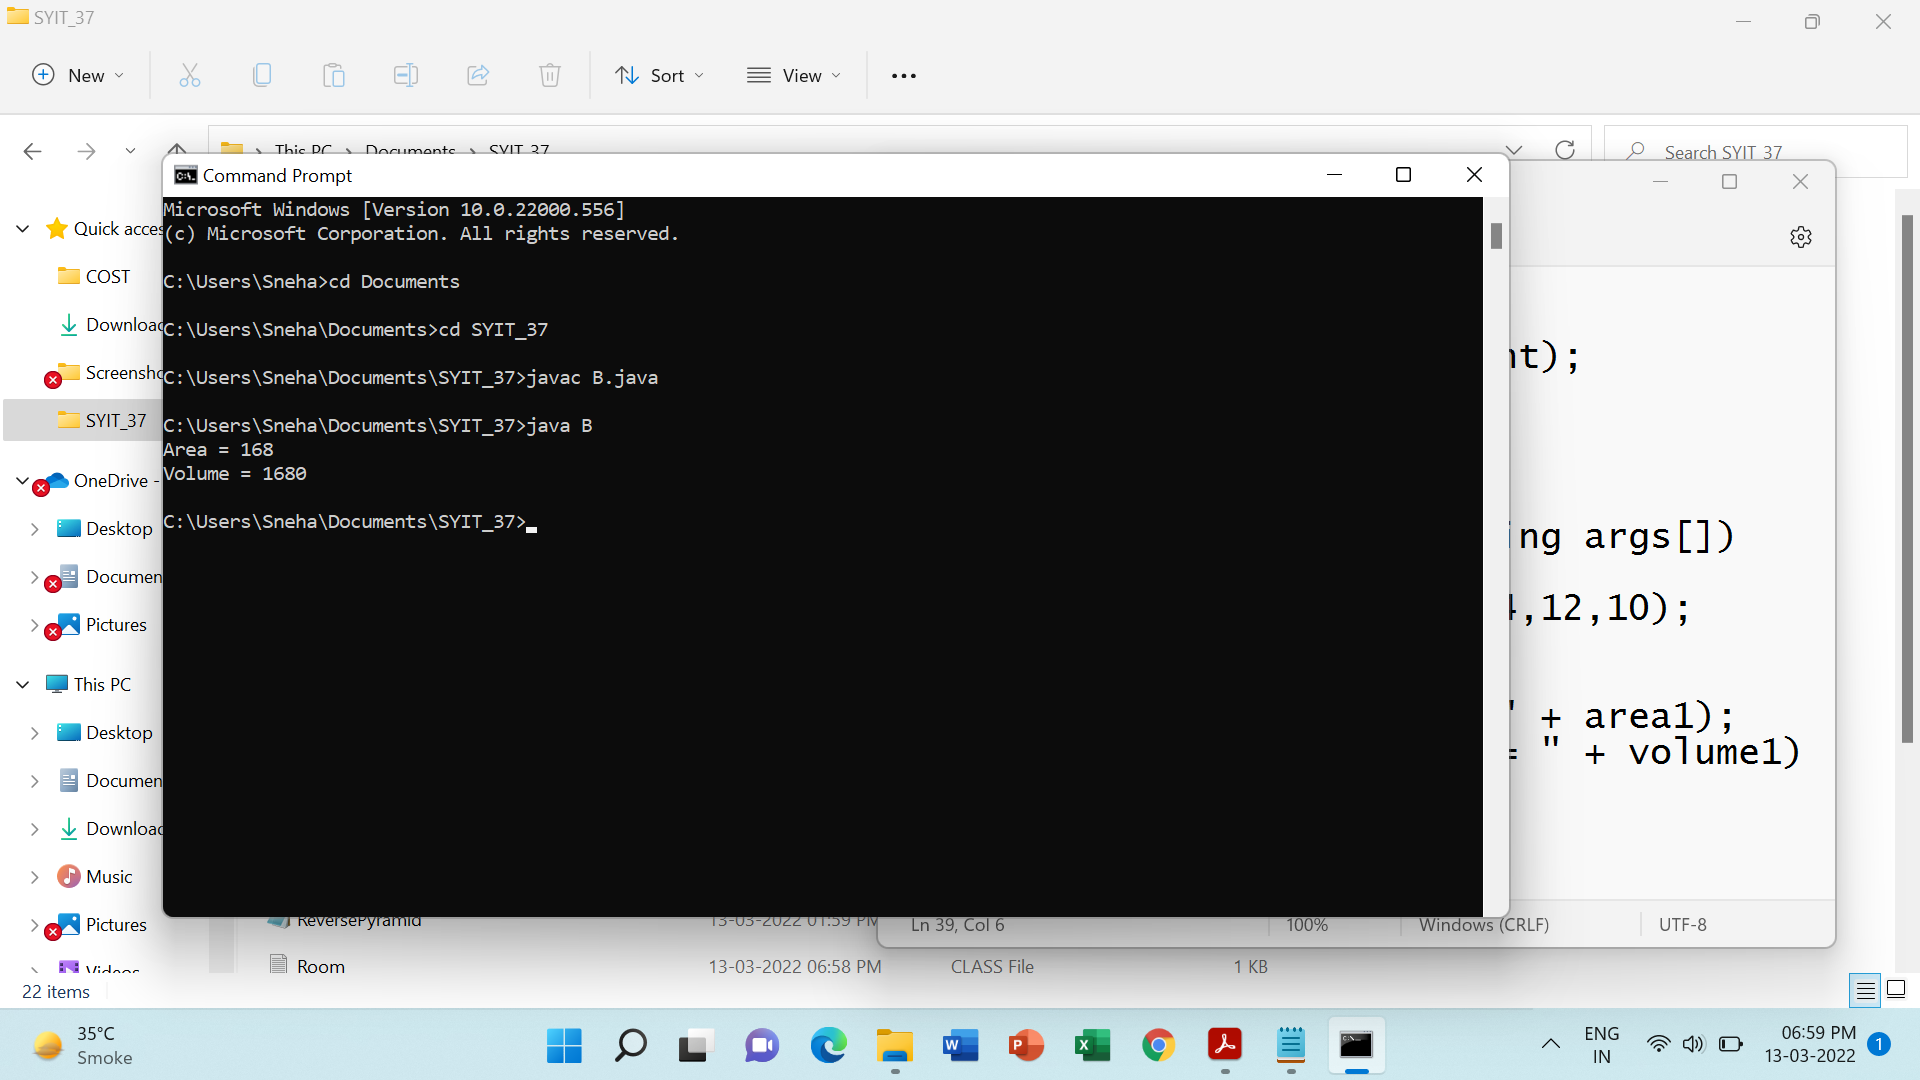 SYIT_37
New
Sort
View
This PC > Documents > SYIT_37
Search SYIT_37
Command Prompt
Microsoft Windows [Version 10.0.22000.556]
(c) Microsoft Corporation. All rights reserved.
C:\Users\Sneha>cd Documents
C:\Users\Sneha\Documents>cd SYIT_37
C:\Users\Sneha\Documents\SYIT_37>javac B.java
C:\Users\Sneha\Documents\SYIT_37>java B
Area = 168
Volume = 1680
C:\Users\Sneha\Documents\SYIT_37>
Quick acces
COST
Downloa
Screensho
SYIT_37
OneDrive -
Desktop
Documen
Pictures
This PC
Desktop
Documen
Downloa
Music
Pictures
Videos
nt);
ng args[])
4,12,10);
" + area1);
= " + volume1)
Ln 39, Col 6
100%
Windows (CRLF)
UTF-8
ReversePyramid 13-03-2022 01:59 PM
Room 13-03-2022 06:58 PM CLASS File 1 KB
22 items
35°C
Smoke
ENG
IN
06:59 PM
13-03-2022
1